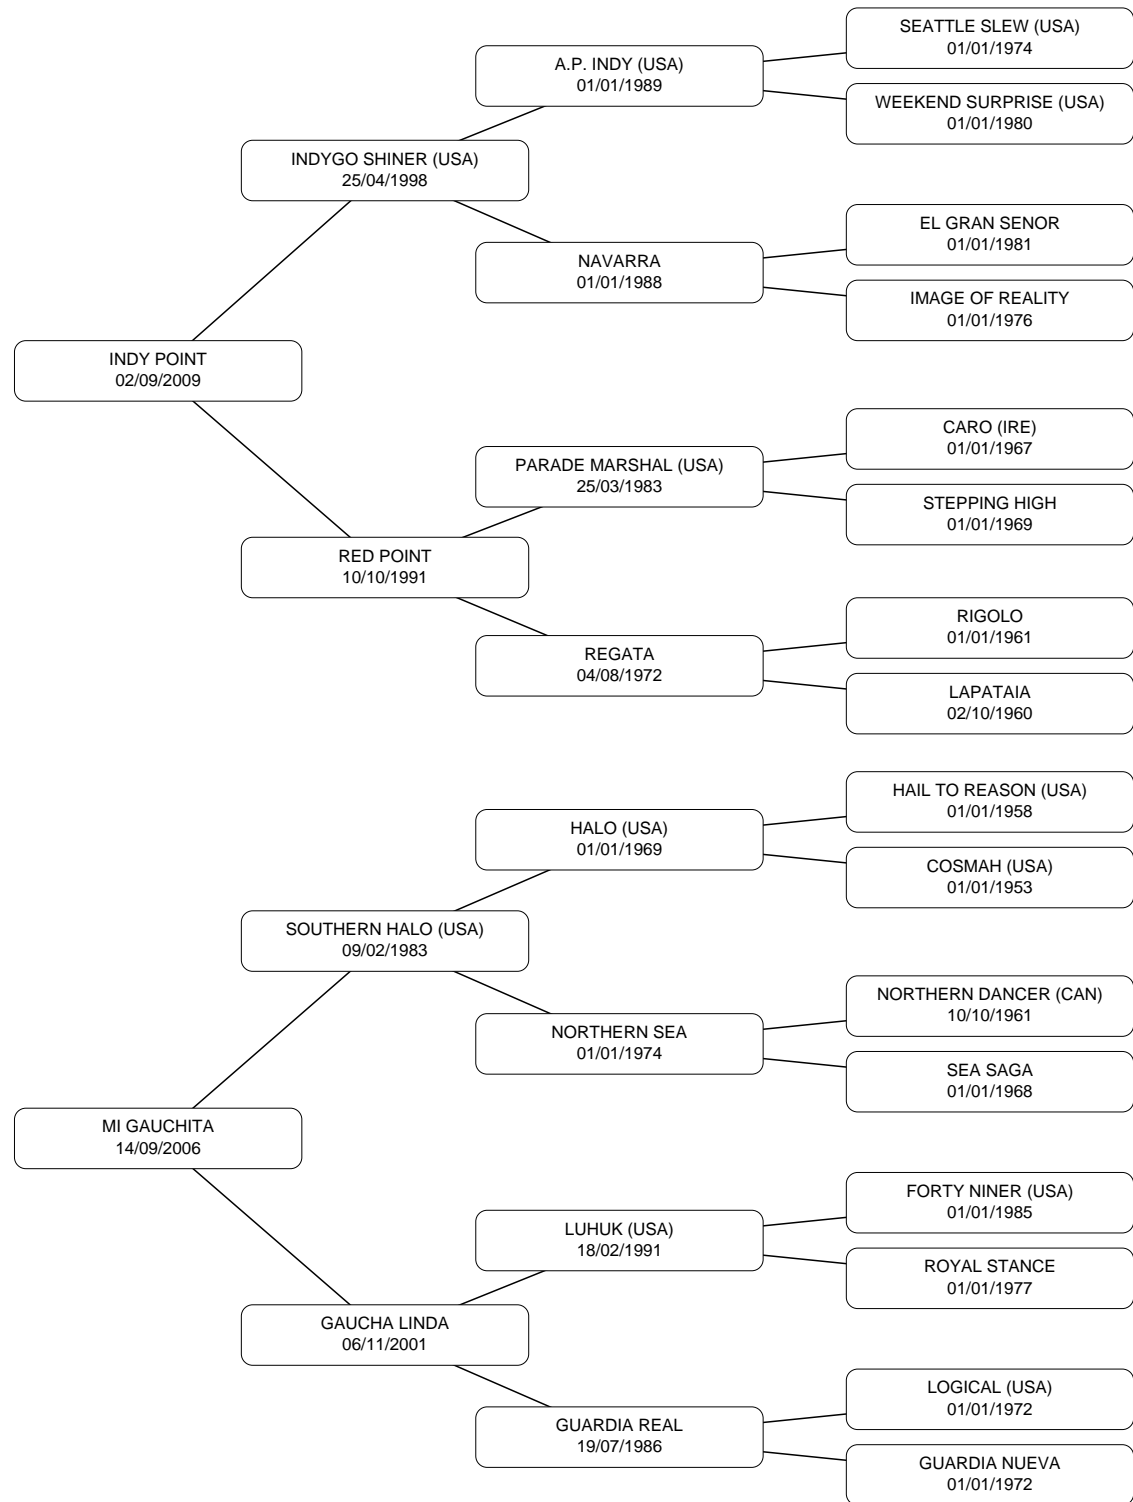 SEATTLE SLEW (USA)
01/01/1974
A.P. INDY (USA)
01/01/1989
WEEKEND SURPRISE (USA)
01/01/1980
INDYGO SHINER (USA)
25/04/1998
EL GRAN SENOR
01/01/1981
NAVARRA
01/01/1988
IMAGE OF REALITY
01/01/1976
INDY POINT
02/09/2009
CARO (IRE)
01/01/1967
PARADE MARSHAL (USA)
25/03/1983
STEPPING HIGH
01/01/1969
RED POINT
10/10/1991
RIGOLO
01/01/1961
REGATA
04/08/1972
LAPATAIA
02/10/1960
HAIL TO REASON (USA)
01/01/1958
HALO (USA)
01/01/1969
COSMAH (USA)
01/01/1953
SOUTHERN HALO (USA)
09/02/1983
NORTHERN DANCER (CAN)
10/10/1961
NORTHERN SEA
01/01/1974
SEA SAGA
01/01/1968
MI GAUCHITA
14/09/2006
FORTY NINER (USA)
01/01/1985
LUHUK (USA)
18/02/1991
ROYAL STANCE
01/01/1977
GAUCHA LINDA
06/11/2001
LOGICAL (USA)
01/01/1972
GUARDIA REAL
19/07/1986
GUARDIA NUEVA
01/01/1972